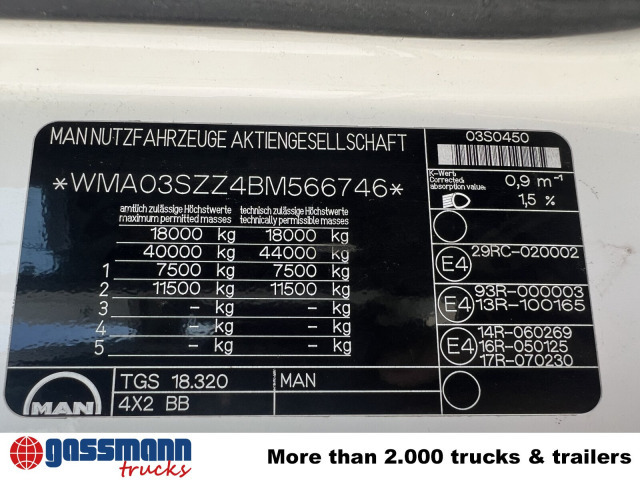 MAN NUTZFAHRZEUGE AKTIENGESELLSCHAFT
*WMA03SZZ4BM566746*
amtlich zulässige Höchstwerte technisch zulässige Höchstwerte
maximum permitted masses technically permissible masses
18000 kg 18000 kg
40000 kg 44000 kg
1 7500 kg 7500 kg
2 11500 kg 11500 kg
3 - kg - kg
4 - kg - kg
5 - kg - kg
MAN
TGS 18.320 MAN
4X2 BB
03S0450
K-Wert:
Corrected absorption value: 0,9 m-1
1,5 %
E4 29RC-020002
E4 93R-000003
13R-100165
E4 14R-060269
16R-050125
17R-070230
gassmann
trucks
More than 2.000 trucks & trailers